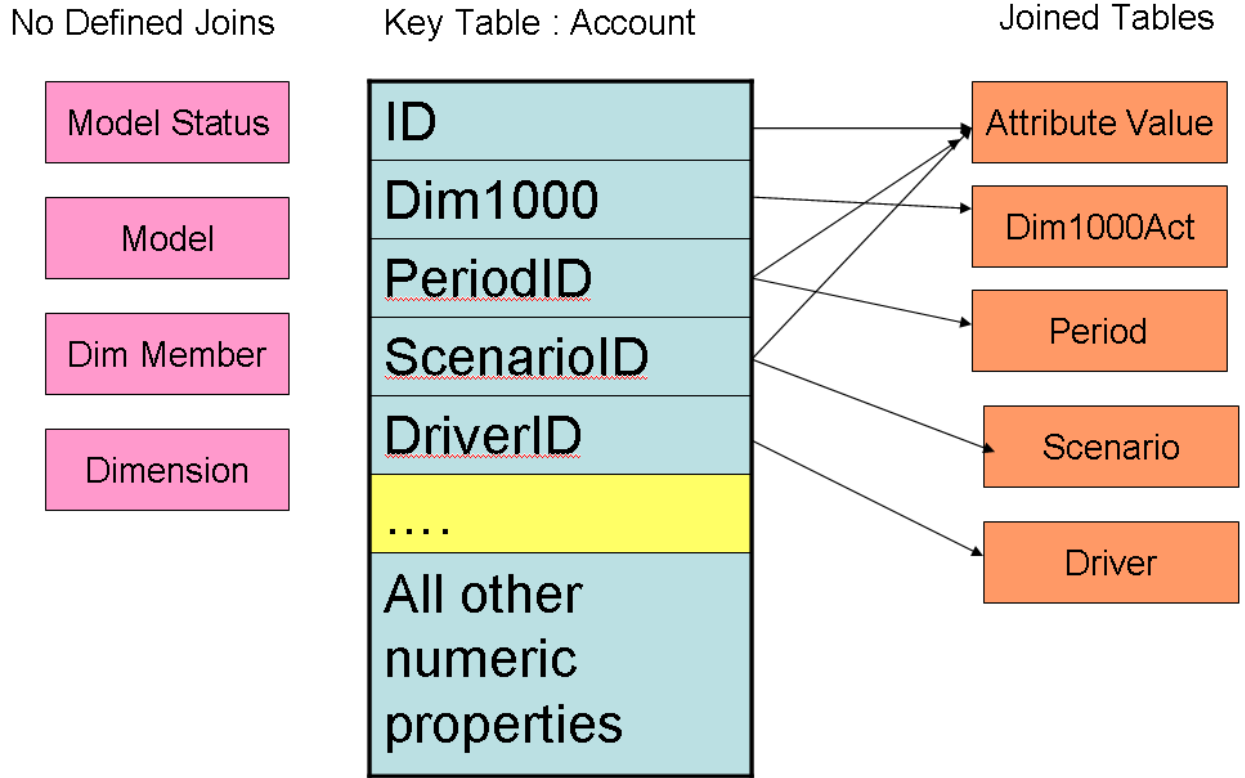 No Defined Joins
Model Status
Model
Dim Member
Dimension
Key Table : Account
ID
Dim1000
PeriodID
ScenarioID
DriverID
....
All other
numeric
properties
Joined Tables
Attribute Value
Dim1000Act
Period
Scenario
Driver